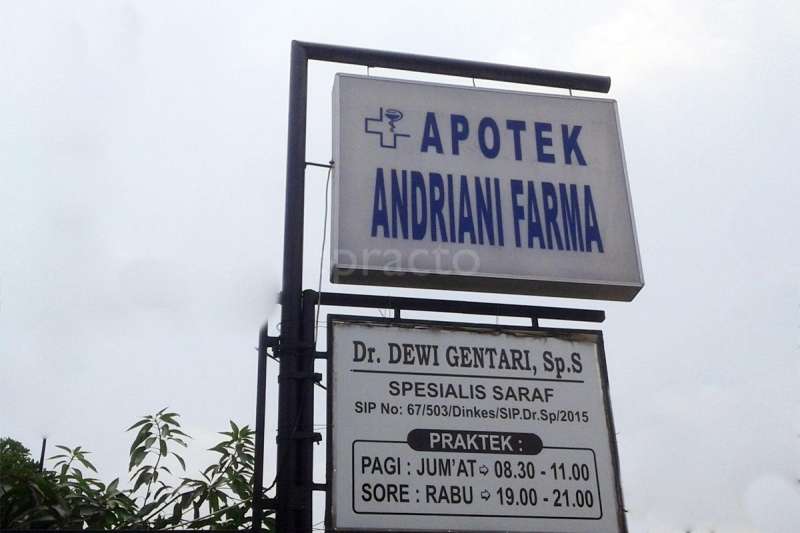 APOTEK
ANDRIANI FARMA
practo
Dr. DEWI GENTARI, Sp.S
SPESIALIS SARAF
SIP No: 67/503/Dinkes/SIP.Dr.Sp/2015
PRAKTEK :
PAGI : JUM'AT ➩ 08.30 - 11.00
SORE : RABU ➩ 19.00 - 21.00